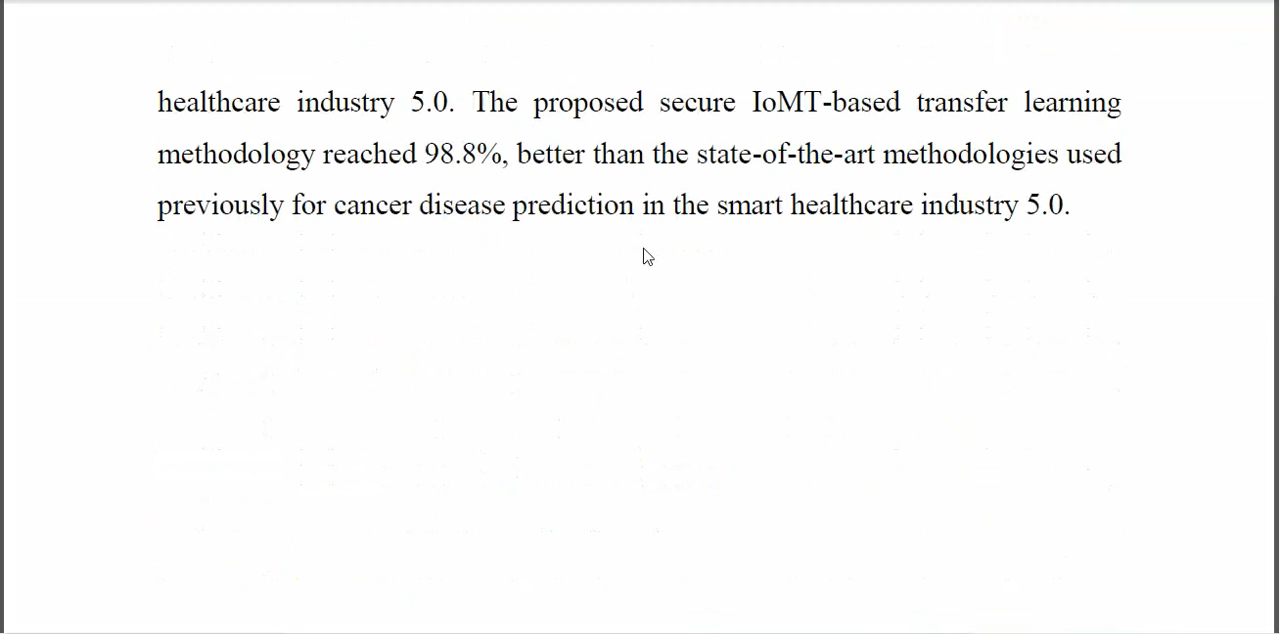 healthcare industry 5.0. The proposed secure IoMT-based transfer learning
methodology reached 98.8%, better than the state-of-the-art methodologies used
previously for cancer disease prediction in the smart healthcare industry 5.0.